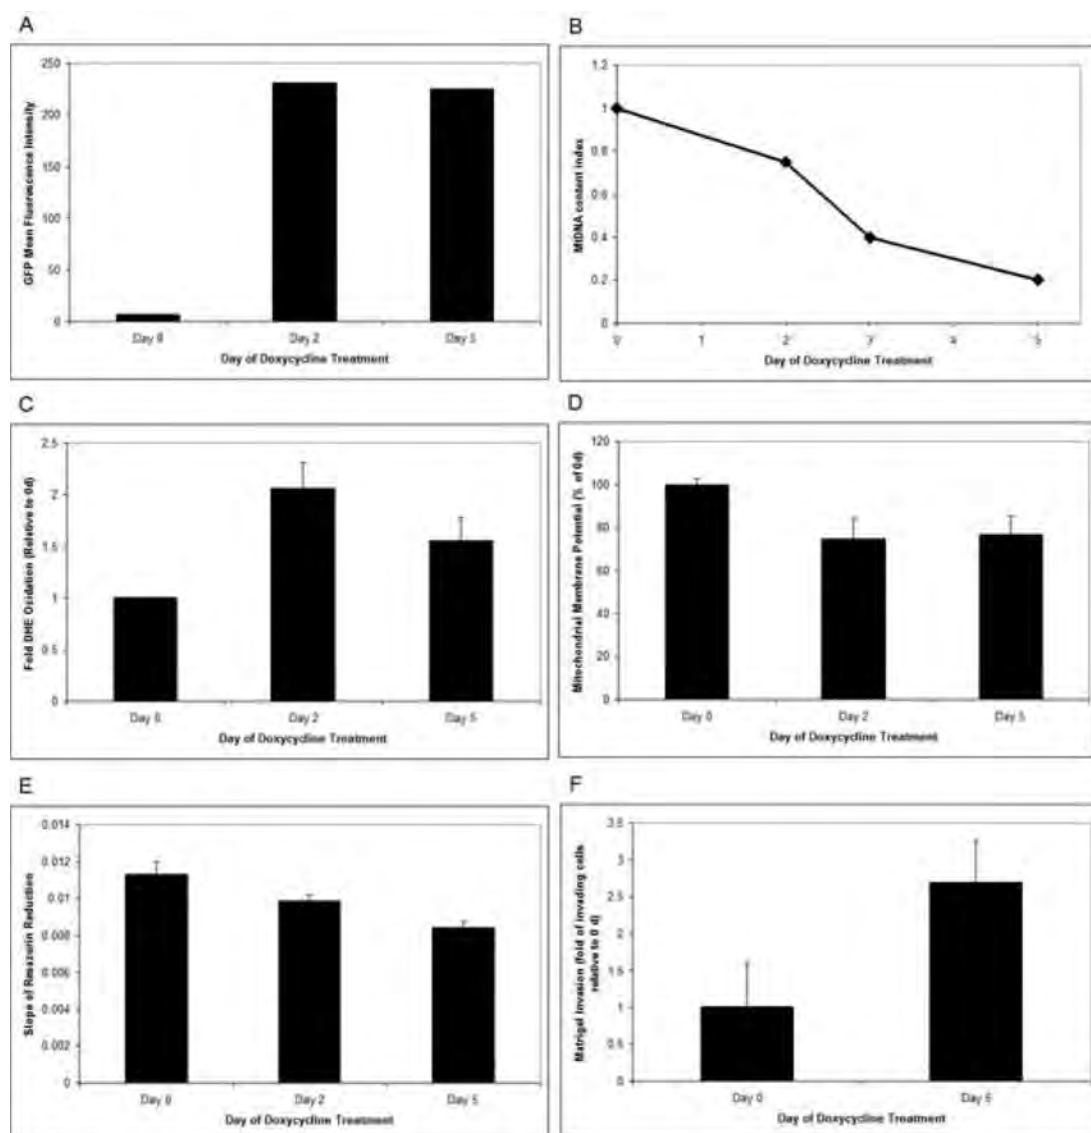 A
250
200
150
100
50
0
GFP Mean Fluorescence Intensity
Day 0
Day 2
Day 5
Day of Doxycycline Treatment
B
1.2
1
0.8
0.6
0.4
0.2
0
MtDNA content index
0
1
2
3
4
5
Day of Doxycycline Treatment
C
2.5
2
1.5
1
0.5
0
Fold DHE Oxidation (Relative to 0d)
Day 0
Day 2
Day 5
Day of Doxycycline Treatment
D
120
100
80
60
40
20
0
Mitochondrial Membrane Potential (% of 0d)
Day 0
Day 2
Day 5
Day of Doxycycline Treatment
E
0.014
0.012
0.01
0.008
0.006
0.004
0.002
0
Slope of Resazurin Reduction
Day 0
Day 2
Day 5
Day of Doxycycline Treatment
F
3.5
3
2.5
2
1.5
1
0.5
0
Matrigel Invasion (fold of invading cells
relative to 0 d)
Day 0
Day 5
Day of Doxycycline Treatment